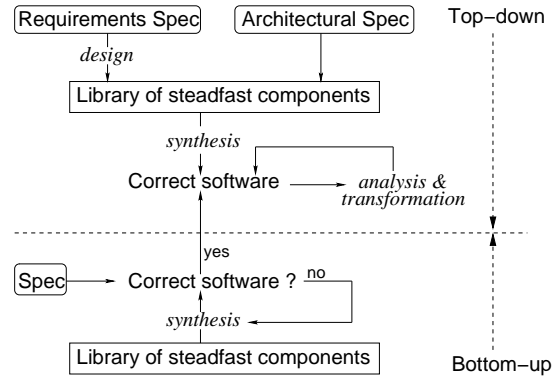 Requirements Spec
Architectural Spec
Top−down
design
Library of steadfast components
synthesis
Correct software
analysis &
transformation
yes
Spec
Correct software ?
no
synthesis
Library of steadfast components
Bottom−up